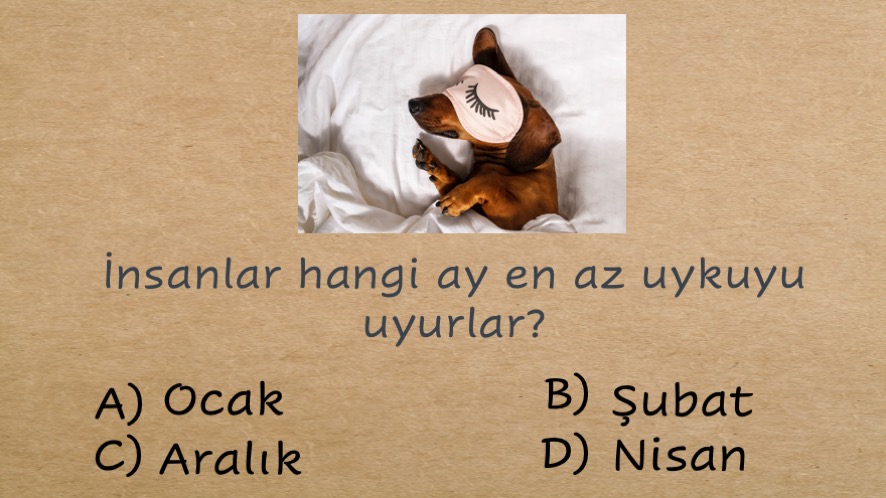 İnsanlar hangi ay en az uykuyu
uyurlar?
A) Ocak
B) Şubat
C) Aralık
D) Nisan